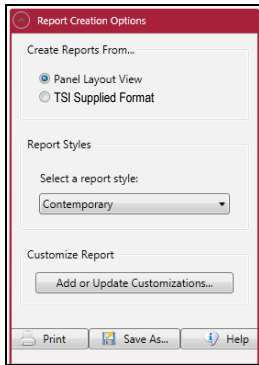 Report Creation Options
Create Reports From...
Panel Layout View
TSI Supplied Format
Report Styles
Select a report style:
Contemporary
Customize Report
Add or Update Customizations...
Print Save As... Help